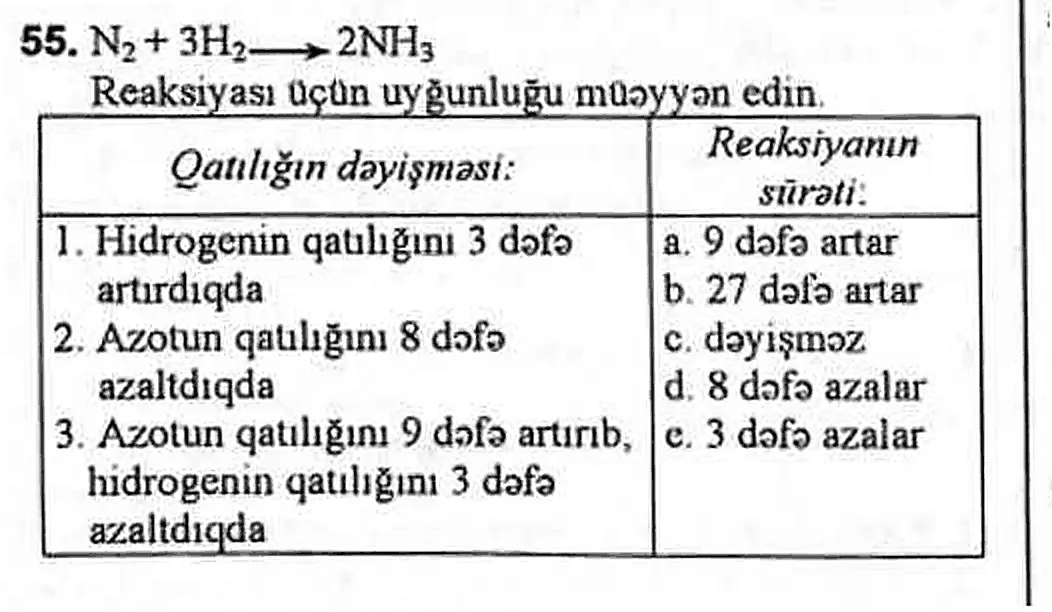 55. N₂ + 3H₂ ⟶ 2NH₃
Reaksiyası üçün uyğunluğu müəyyən edin.
Qatılığın dəyişməsi:
1. Hidrogenin qatılığını 3 dəfə
artırdıqda
2. Azotun qatılığını 8 dəfə
azaltdıqda
3. Azotun qatılığını 9 dəfə artırıb,
hidrogenin qatılığını 3 dəfə
azaltdıqda
Reaksiyanın
sürəti:
a. 9 dəfə artar
b. 27 dəfə artar
c. dəyişməz
d. 8 dəfə azalar
e. 3 dəfə azalar